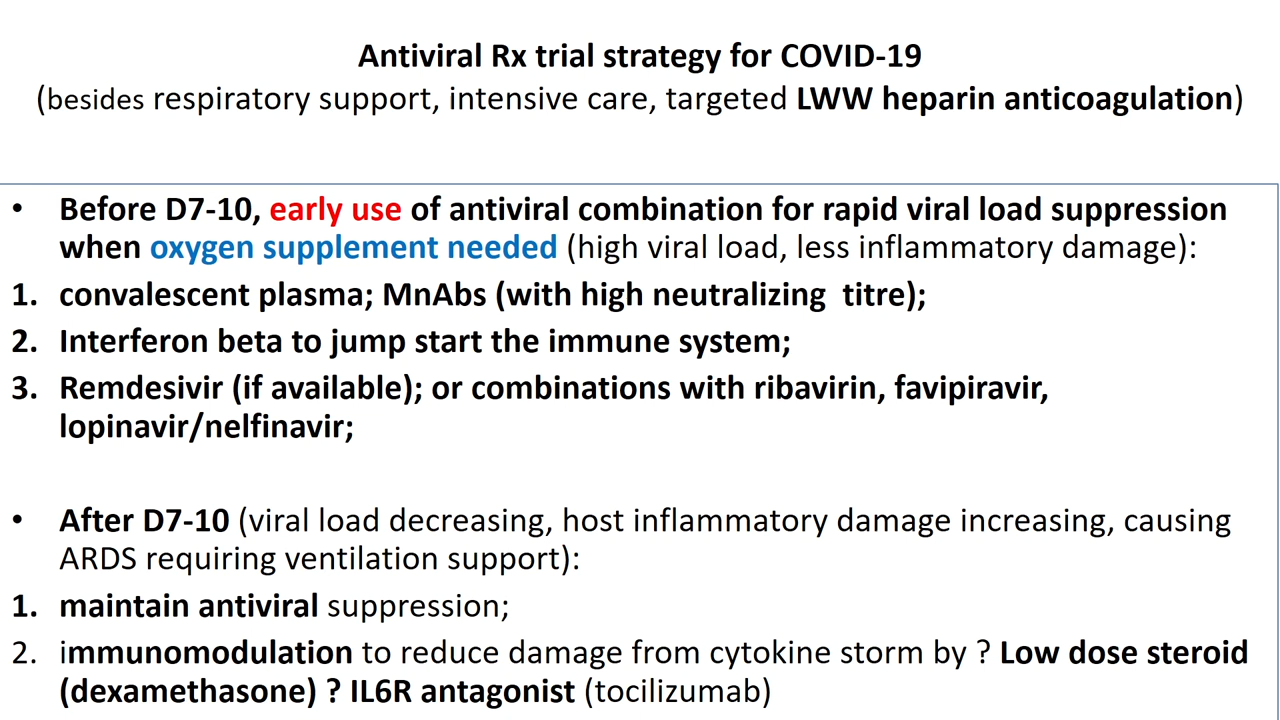 Antiviral Rx trial strategy for COVID-19
(besides respiratory support, intensive care, targeted LWW heparin anticoagulation)
• Before D7-10, early use of antiviral combination for rapid viral load suppression
when oxygen supplement needed (high viral load, less inflammatory damage):
1. convalescent plasma; MnAbs (with high neutralizing  titre);
2. Interferon beta to jump start the immune system;
3. Remdesivir (if available); or combinations with ribavirin, favipiravir,
lopinavir/nelfinavir;
• After D7-10 (viral load decreasing, host inflammatory damage increasing, causing
ARDS requiring ventilation support):
1. maintain antiviral suppression;
2. immunomodulation to reduce damage from cytokine storm by ? Low dose steroid
(dexamethasone) ? IL6R antagonist (tocilizumab)